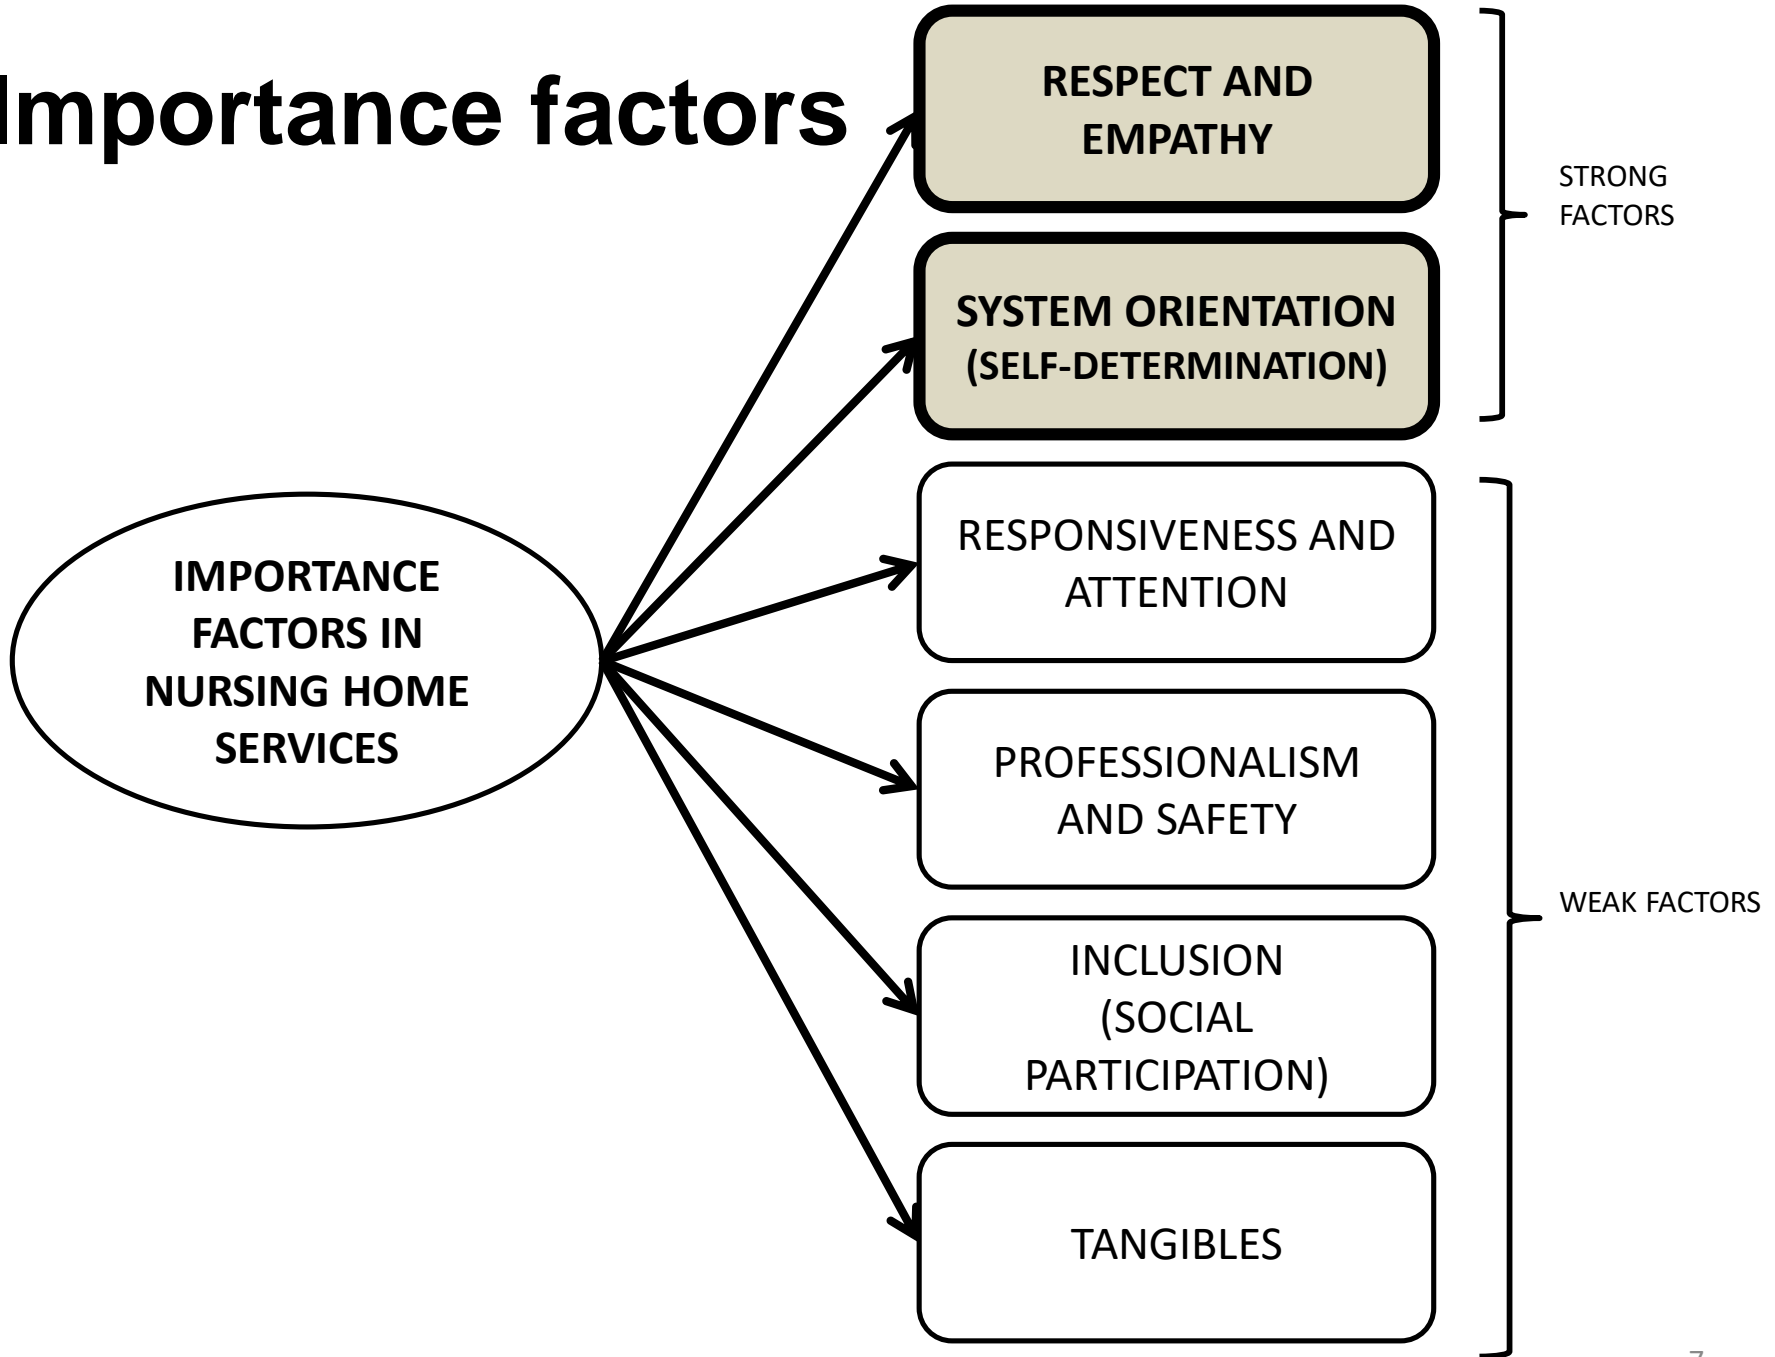 Importance factors
RESPECT AND
EMPATHY
STRONG
FACTORS
SYSTEM ORIENTATION
(SELF-DETERMINATION)
RESPONSIVENESS AND
ATTENTION
IMPORTANCE
FACTORS IN
NURSING HOME
SERVICES
PROFESSIONALISM
AND SAFETY
WEAK FACTORS
INCLUSION
(SOCIAL
PARTICIPATION)
TANGIBLES
7